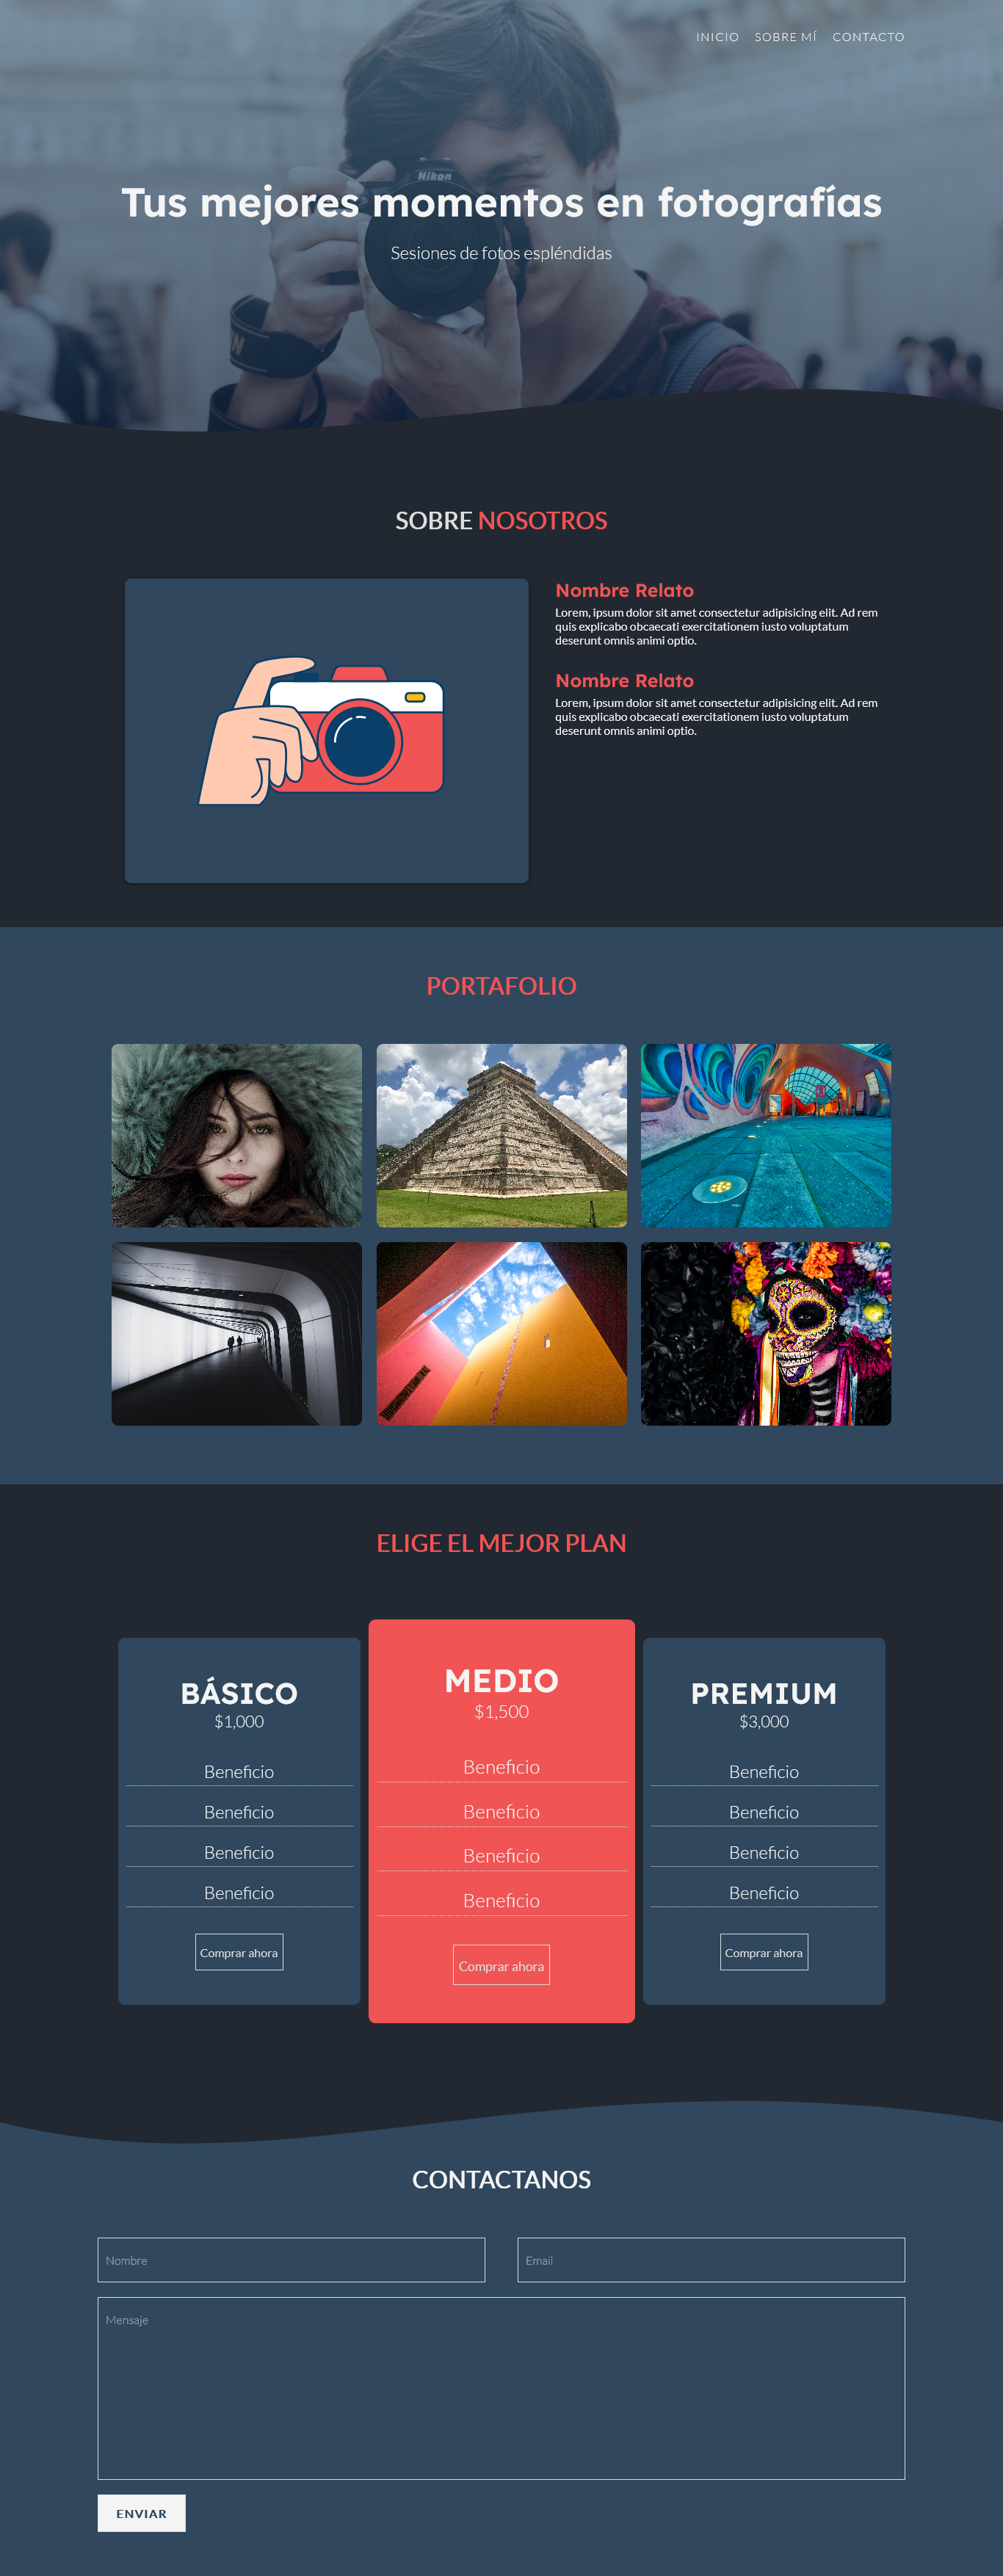 INICIO SOBRE MÍ CONTACTO
Nikon
Tus mejores momentos en fotografías
Sesiones de fotos espléndidas
SOBRE NOSOTROS
Nombre Relato
Lorem, ipsum dolor sit amet consectetur adipisicing elit. Ad rem
quis explicabo obcaecati exercitationem iusto voluptatum
deserunt omnis animi optio.
Nombre Relato
Lorem, ipsum dolor sit amet consectetur adipisicing elit. Ad rem
quis explicabo obcaecati exercitationem iusto voluptatum
deserunt omnis animi optio.
PORTAFOLIO
ELIGE EL MEJOR PLAN
BÁSICO
$1,000
Beneficio
Beneficio
Beneficio
Beneficio
Comprar ahora
MEDIO
$1,500
Beneficio
Beneficio
Beneficio
Beneficio
Comprar ahora
PREMIUM
$3,000
Beneficio
Beneficio
Beneficio
Beneficio
Comprar ahora
CONTACTANOS
Nombre
Email
Mensaje
ENVIAR